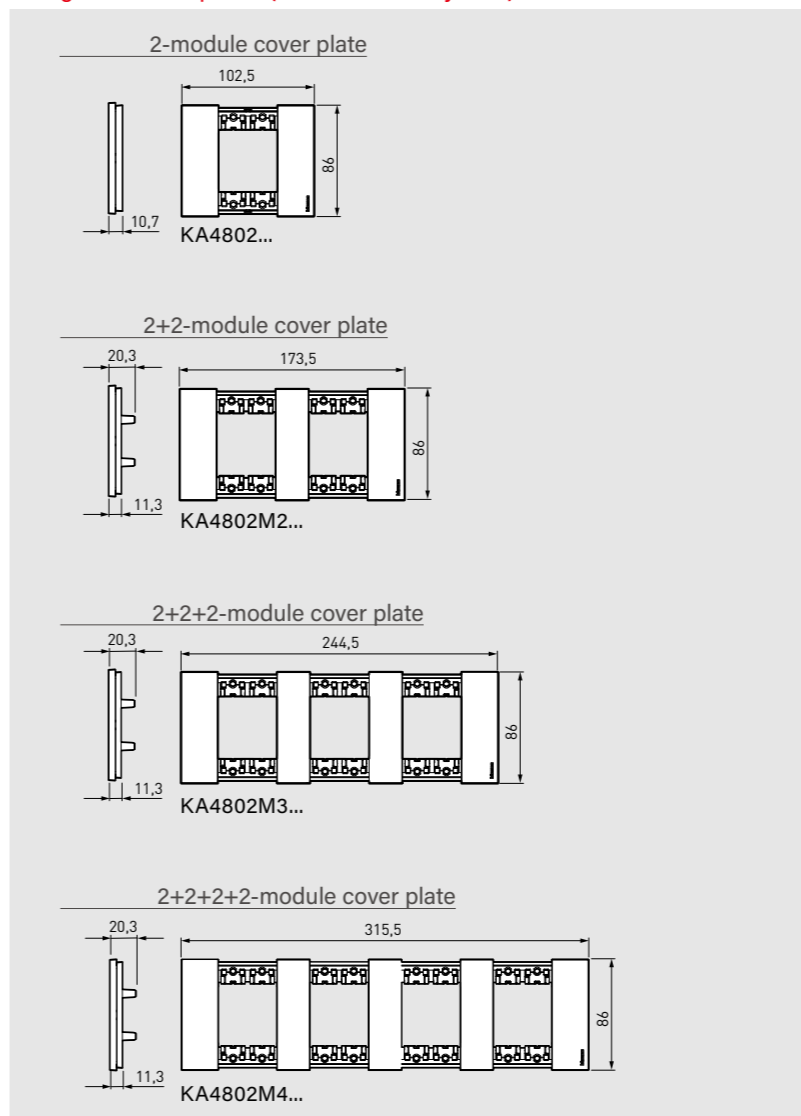 2-module cover plate
102,5
86
10,7
KA4802...
2+2-module cover plate
20,3
173,5
86
11,3
KA4802M2...
2+2+2-module cover plate
20,3
244,5
86
11,3
KA4802M3...
2+2+2+2-module cover plate
20,3
315,5
86
11,3
KA4802M4...